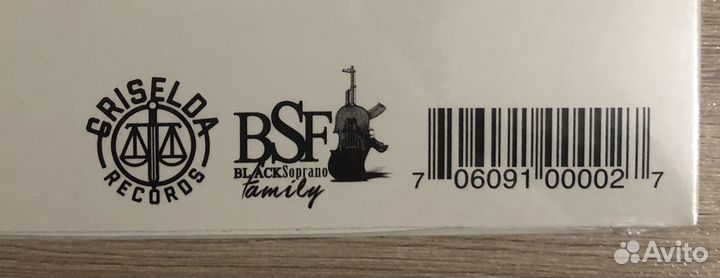 GRISELDA
RECORDS
BSF
BLACKSoprano
family
7 06091 00002 7
Avito